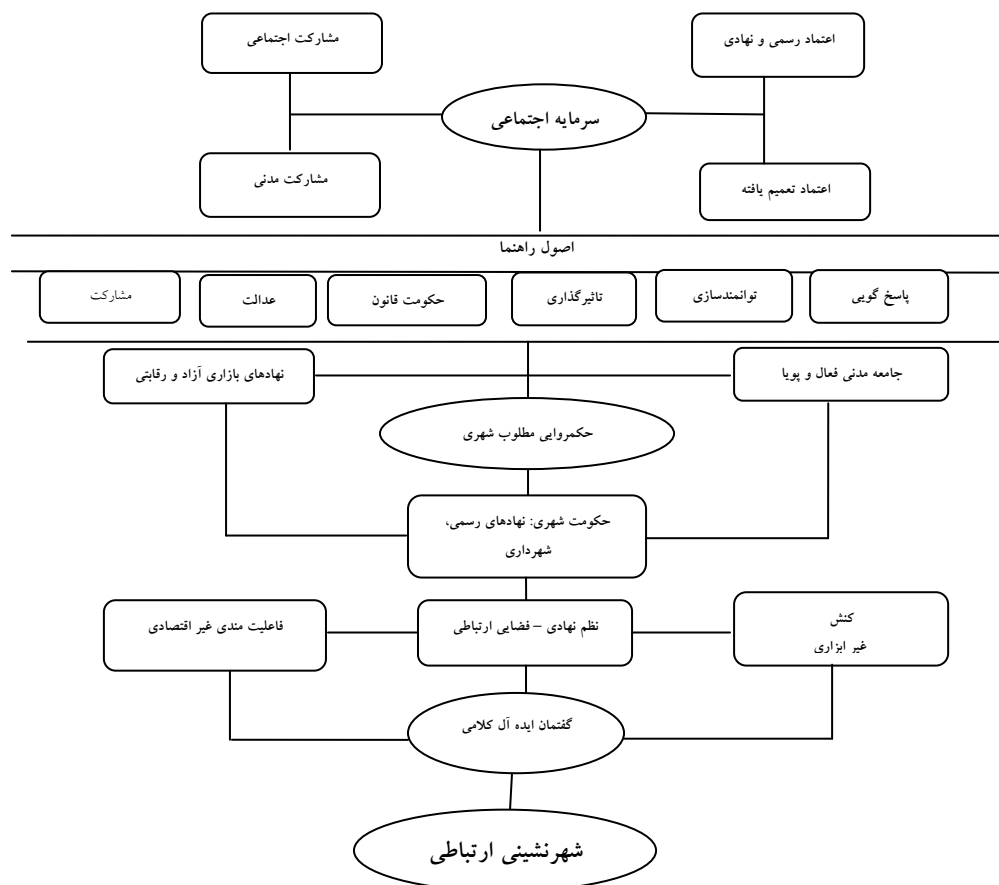 اعتماد رسمی و نهادی
مشارکت اجتماعی
سرمایه اجتماعی
اعتماد تعمیم یافته
مشارکت مدنی
اصول راهنما
پاسخ گویی
توانمندسازی
تاثیرگذاری
حکومت قانون
عدالت
مشارکت
جامعه مدنی فعال و پویا
نهادهای بازاری آزاد و رقابتی
حکمروایی مطلوب شهری
حکومت شهری: نهادهای رسمی،
شهرداری
کنش
غیر ابزاری
نظم نهادی – فضایی ارتباطی
فاعلیت مندی غیر اقتصادی
گفتمان ایده آل کلامی
شهرنشینی ارتباطی